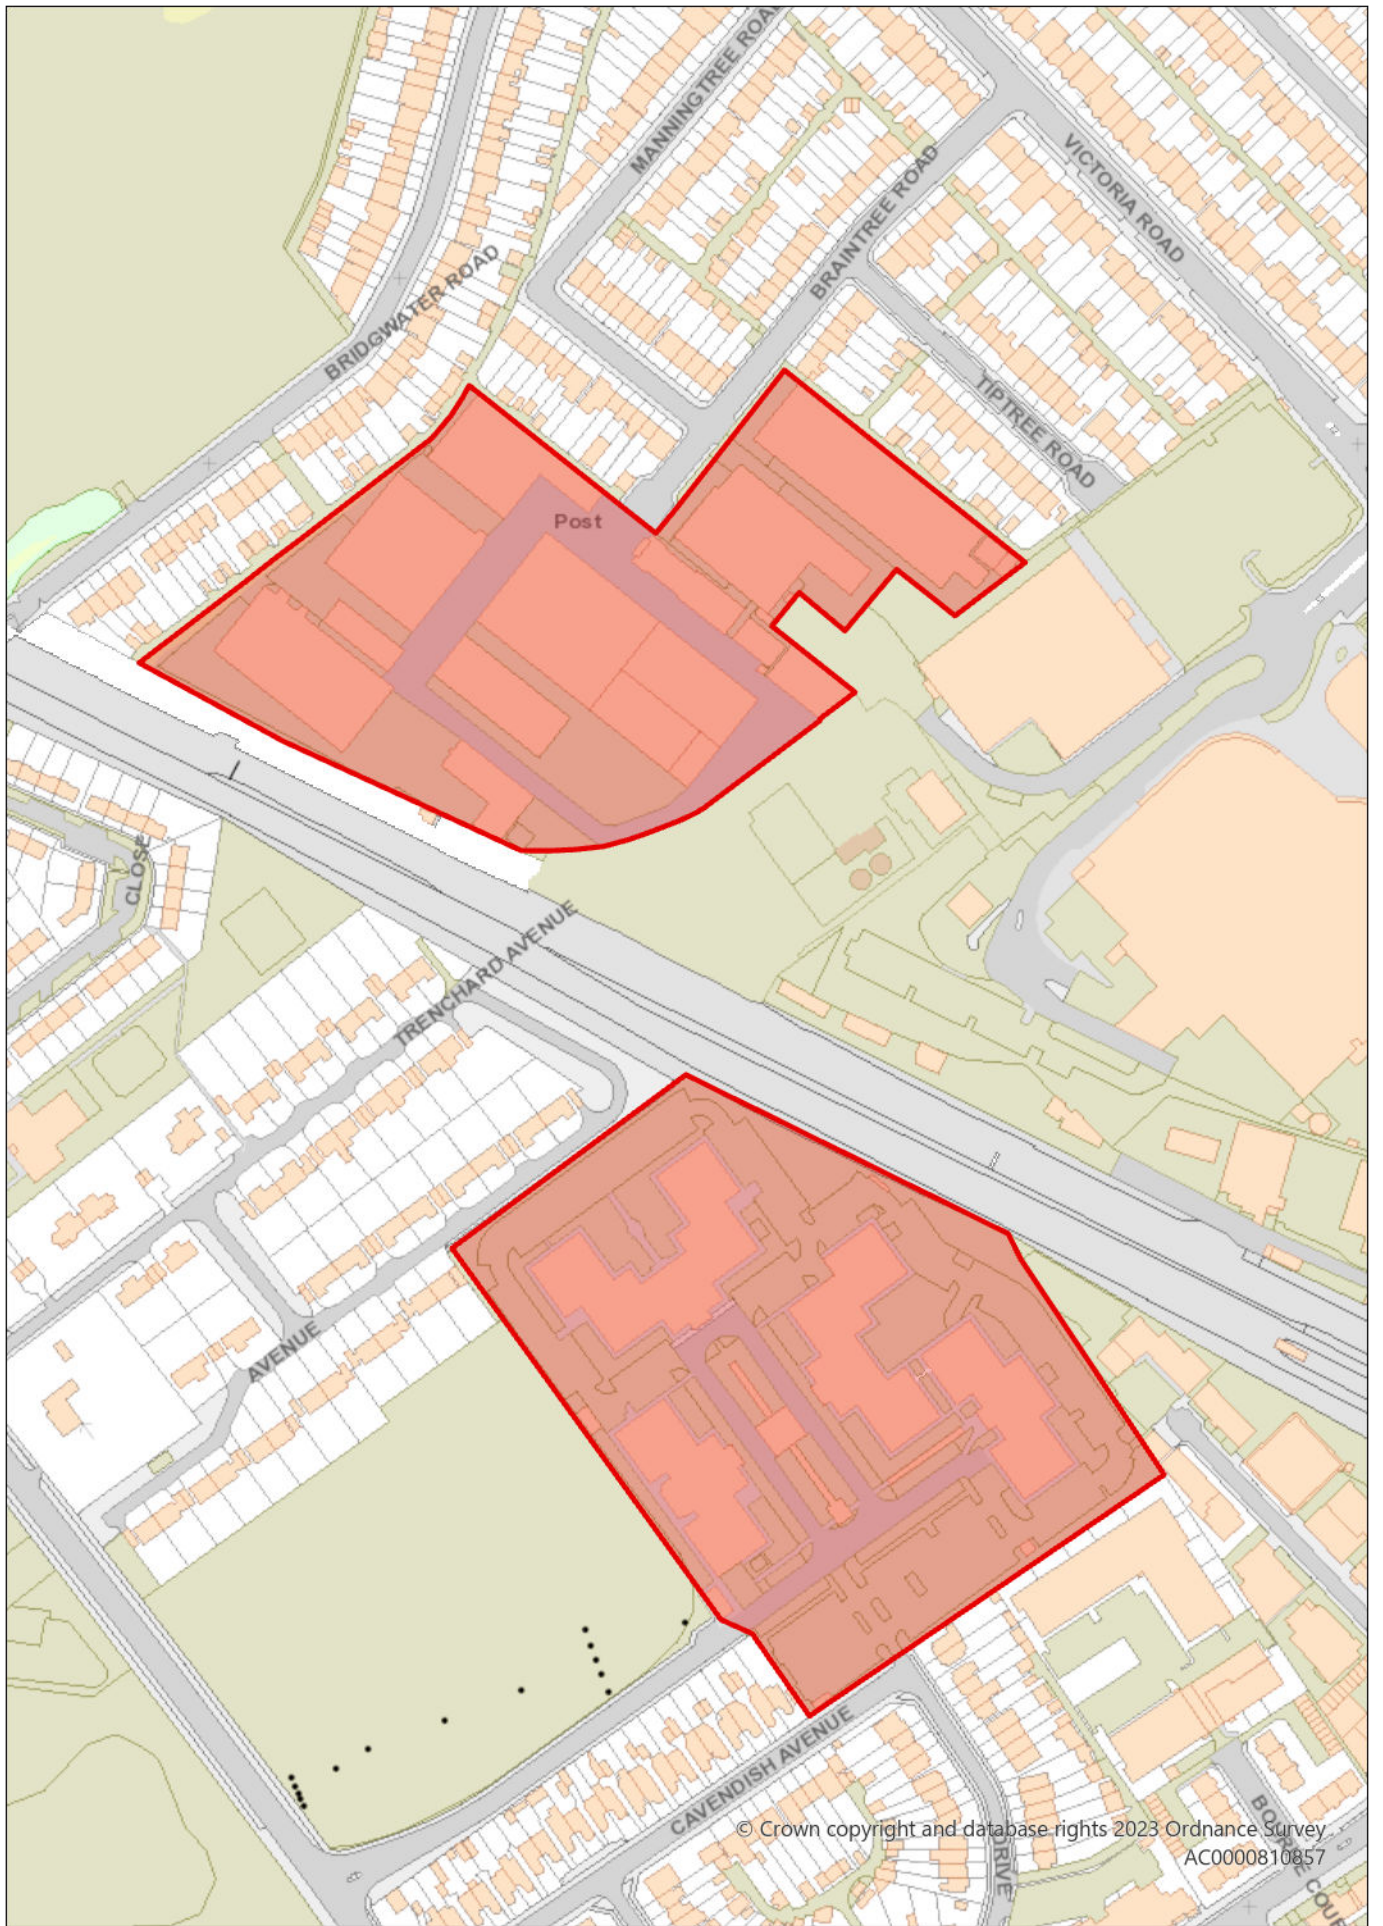 MANNINGTREE ROAD
VICTORIA ROAD
BRAINTREE ROAD
BRIDGWATER ROAD
TIPTREE ROAD
Post
CLOSE
TRENCHARD AVENUE
AVENUE
CAVENDISH AVENUE
DRIVE
© Crown copyright and database rights 2023 Ordnance Survey
AC0000810857